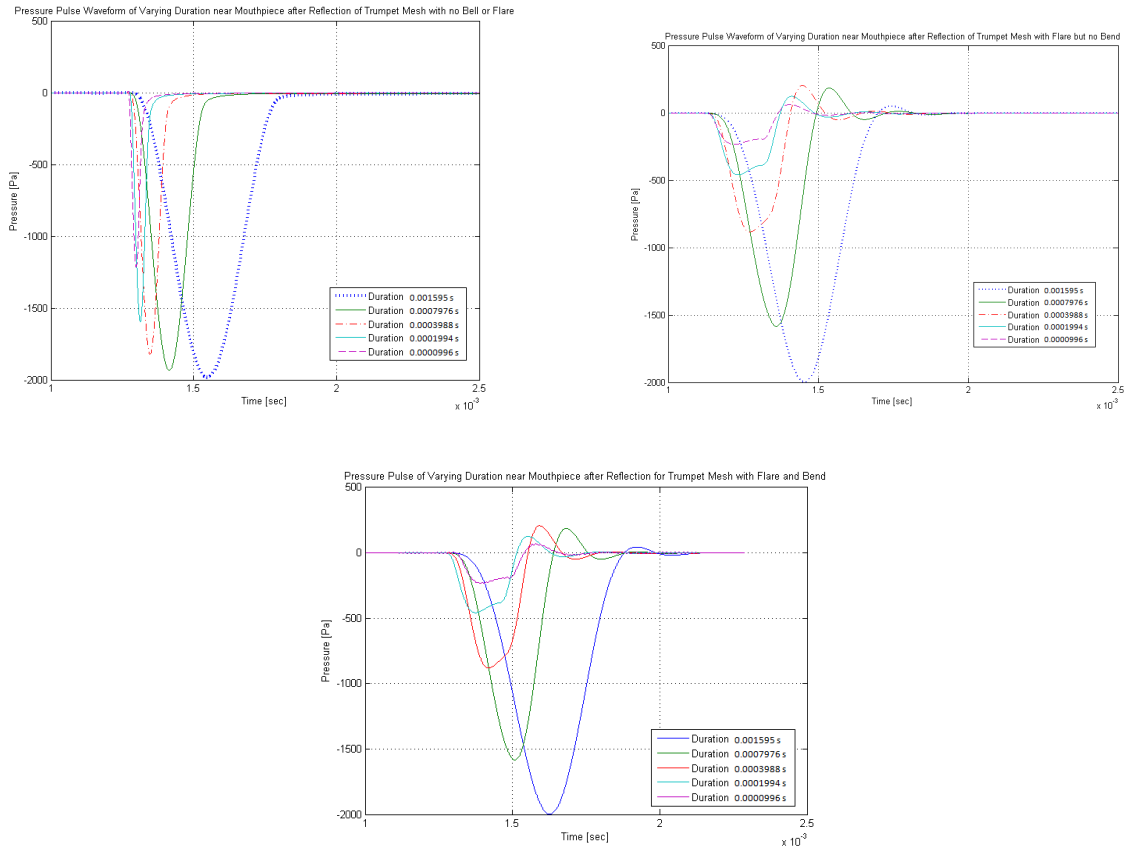 Pressure Pulse Waveform of Varying Duration near Mouthpiece after Reflection of Trumpet Mesh with no Bell or Flare
500
0
-500
-1000
-1500
-2000
Pressure [Pa]
1
1.5
2
2.5
Time [sec]
x 10⁻³
Duration 0.001595 s
Duration 0.0007976 s
Duration 0.0003988 s
Duration 0.0001994 s
Duration 0.0000996 s
Pressure Pulse Waveform of Varying Duration near Mouthpiece after Reflection of Trumpet Mesh with Flare but no Bend
500
0
-500
-1000
-1500
-2000
Pressure [Pa]
1
1.5
2
2.5
Time [sec]
x 10⁻³
Duration 0.001595 s
Duration 0.0007976 s
Duration 0.0003988 s
Duration 0.0001994 s
Duration 0.0000996 s
Pressure Pulse of Varying Duration near Mouthpiece after Reflection for Trumpet Mesh with Flare and Bend
500
0
-500
-1000
-1500
-2000
Pressure [Pa]
1
1.5
2
2.5
Time [sec]
x 10⁻³
Duration 0.001595 s
Duration 0.0007976 s
Duration 0.0003988 s
Duration 0.0001994 s
Duration 0.0000996 s